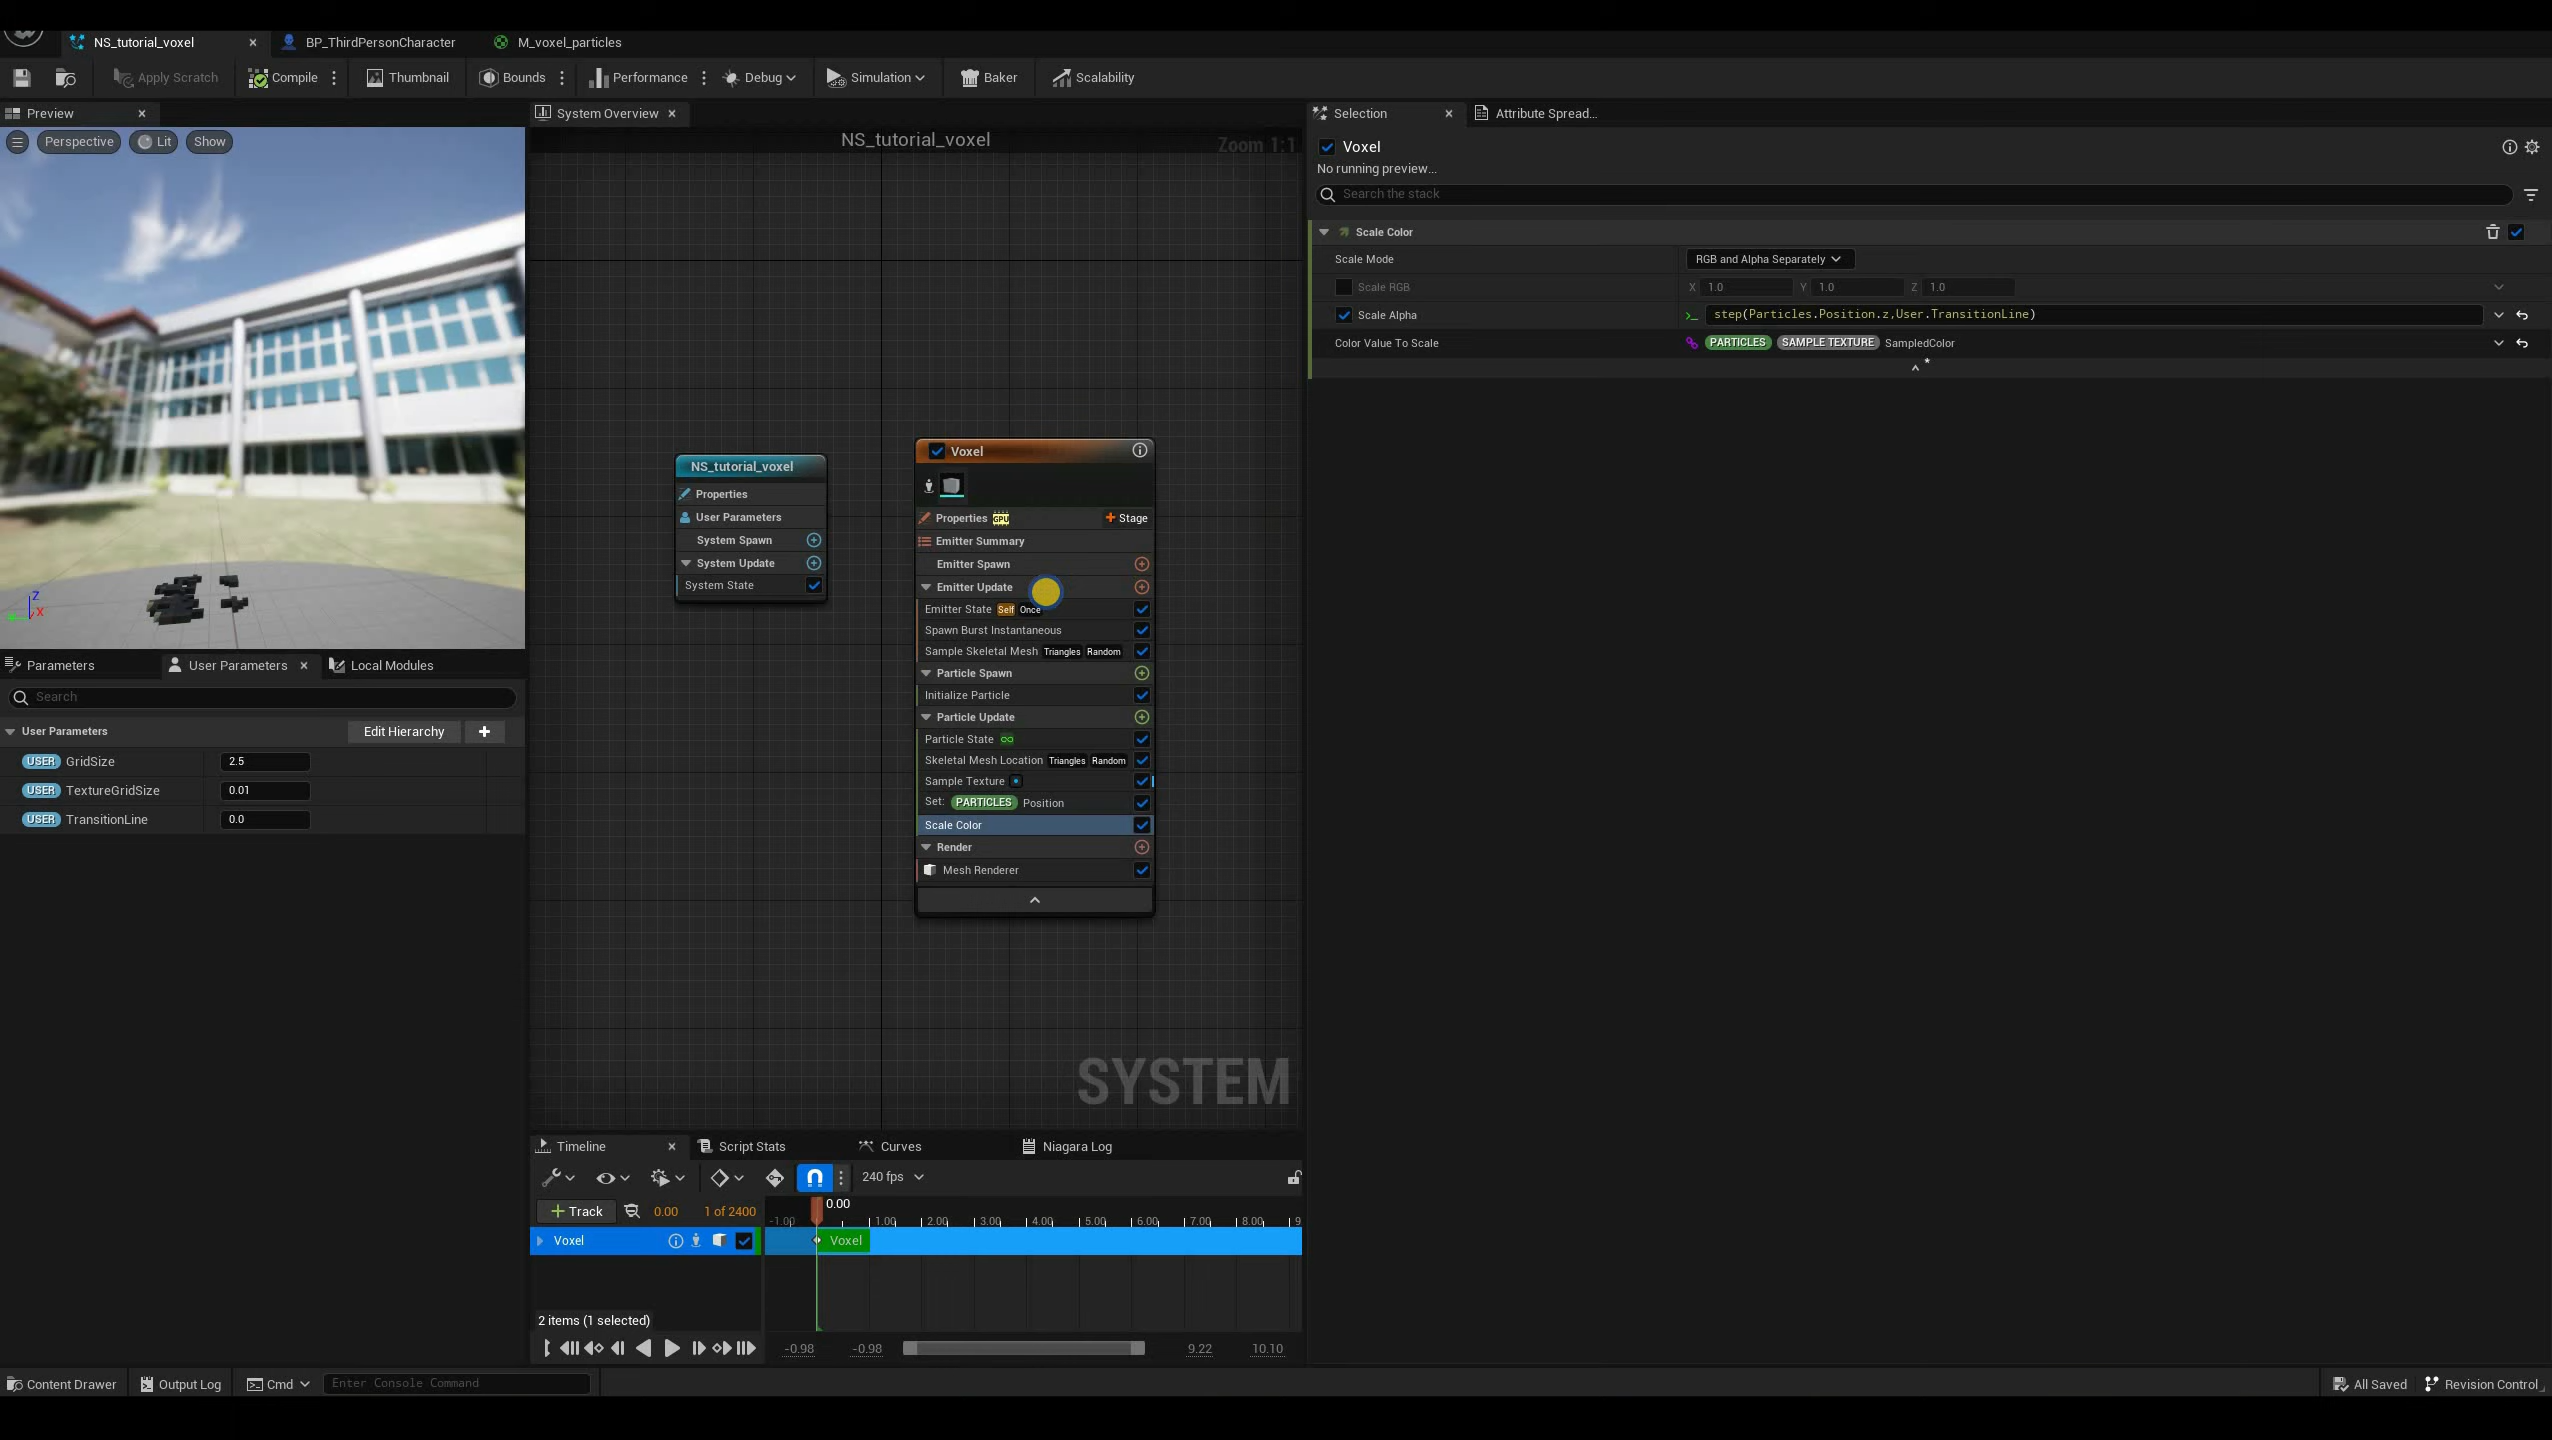 NS_tutorial_voxel
BP_ThirdPersonCharacter
M_voxel_particles
Apply Scratch
Compile
Thumbnail
Bounds
Performance
Debug
Simulation
Baker
Scalability
Preview
System Overview
Selection
Attribute Spread...
Perspective
Lit
Show
NS_tutorial_voxel
Zoom 1:1
Voxel
No running preview...
Search the stack
Scale Color
Scale Mode
RGB and Alpha Separately
Scale RGB
X 1.0 Y 1.0 Z 1.0
Scale Alpha
step(Particles.Position.z,User.TransitionLine)
Color Value To Scale
PARTICLES SAMPLE TEXTURE SampledColor
Z
X
NS_tutorial_voxel
Properties
User Parameters
System Spawn
System Update
System State
Voxel
Properties GPU
Stage
Emitter Summary
Emitter Spawn
Emitter Update
Emitter State Self Once
Spawn Burst Instantaneous
Sample Skeletal Mesh Triangles Random
Particle Spawn
Initialize Particle
Particle Update
Particle State
Skeletal Mesh Location Triangles Random
Sample Texture
Set: PARTICLES Position
Scale Color
Render
Mesh Renderer
SYSTEM
Parameters
User Parameters
Local Modules
Search
User Parameters
Edit Hierarchy
USER GridSize 2.5
USER TextureGridSize 0.01
USER TransitionLine 0.0
Timeline
Script Stats
Curves
Niagara Log
240 fps
Track
0.00
1 of 2400
0.00
-1.00 1.00 2.00 3.00 4.00 5.00 6.00 7.00 8.00 9
Voxel
Voxel
2 items (1 selected)
-0.98
-0.98
9.22
10.10
Content Drawer
Output Log
Cmd
Enter Console Command
All Saved
Revision Control